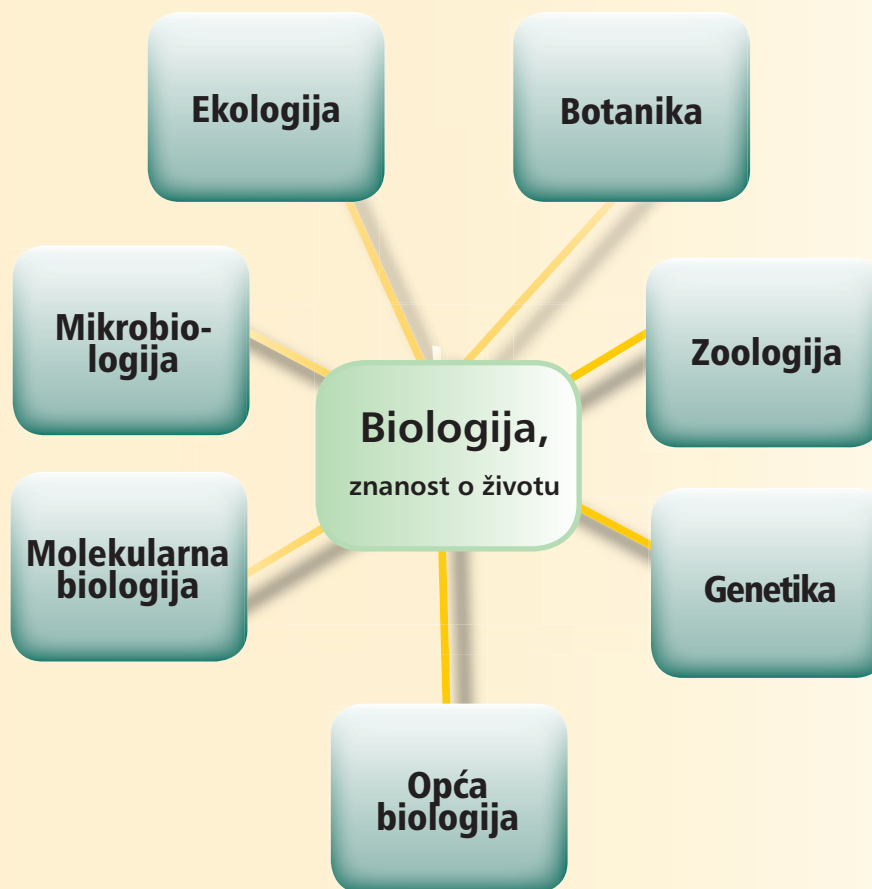 Ekologija
Botanika
Mikrobio-
logija
Zoologija
Biologija,
znanost o životu
Molekularna
biologija
Genetika
Opća
biologija